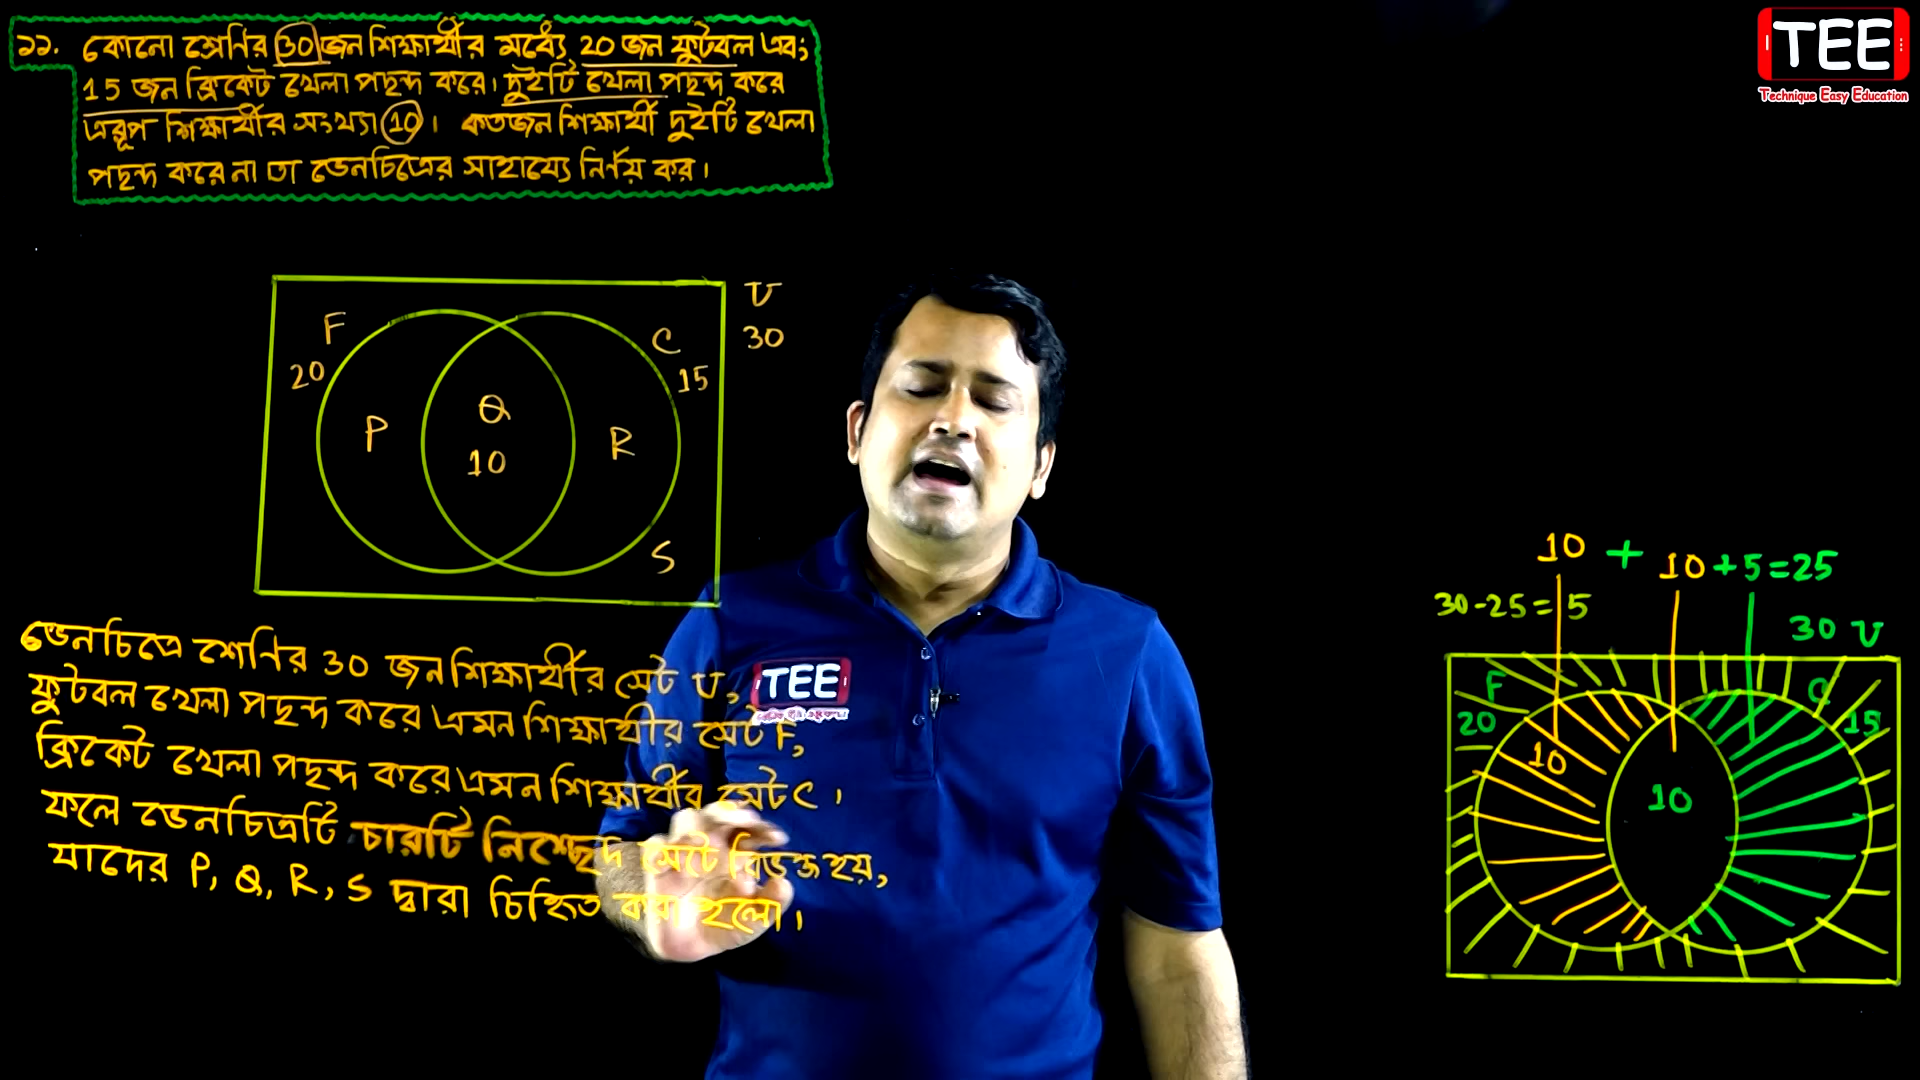 ১১. কোনো শ্রেণির 30 জন শিক্ষার্থীর মধ্যে 20 জন ফুটবল এবং
15 জন ক্রিকেট খেলা পছন্দ করে। দুইটি খেলা পছন্দ করে
এরূপ শিক্ষার্থীর সংখ্যা 10। কতজন শিক্ষার্থী দুইটি খেলা
পছন্দ করে না তা ভেনচিত্রের সাহায্যে নির্ণয় কর।
TEE
Technique Easy Education
U
30
F
20
C
15
P
Q
10
R
S
ভেনচিত্রে শ্রেণির 30 জন শিক্ষার্থীর সেট U,
ফুটবল খেলা পছন্দ করে এমন শিক্ষার্থীর সেট F,
ক্রিকেট খেলা পছন্দ করে এমন শিক্ষার্থীর সেট C।
ফলে ভেনচিত্রটি চারটি নিশ্ছেদ সেটে বিভক্ত হয়,
যাদের P, Q, R, S দ্বারা চিহ্নিত করা হলো।
TEE
10 + 10 + 5 = 25
30 - 25 = 5
30 U
F
20
C
15
10
10